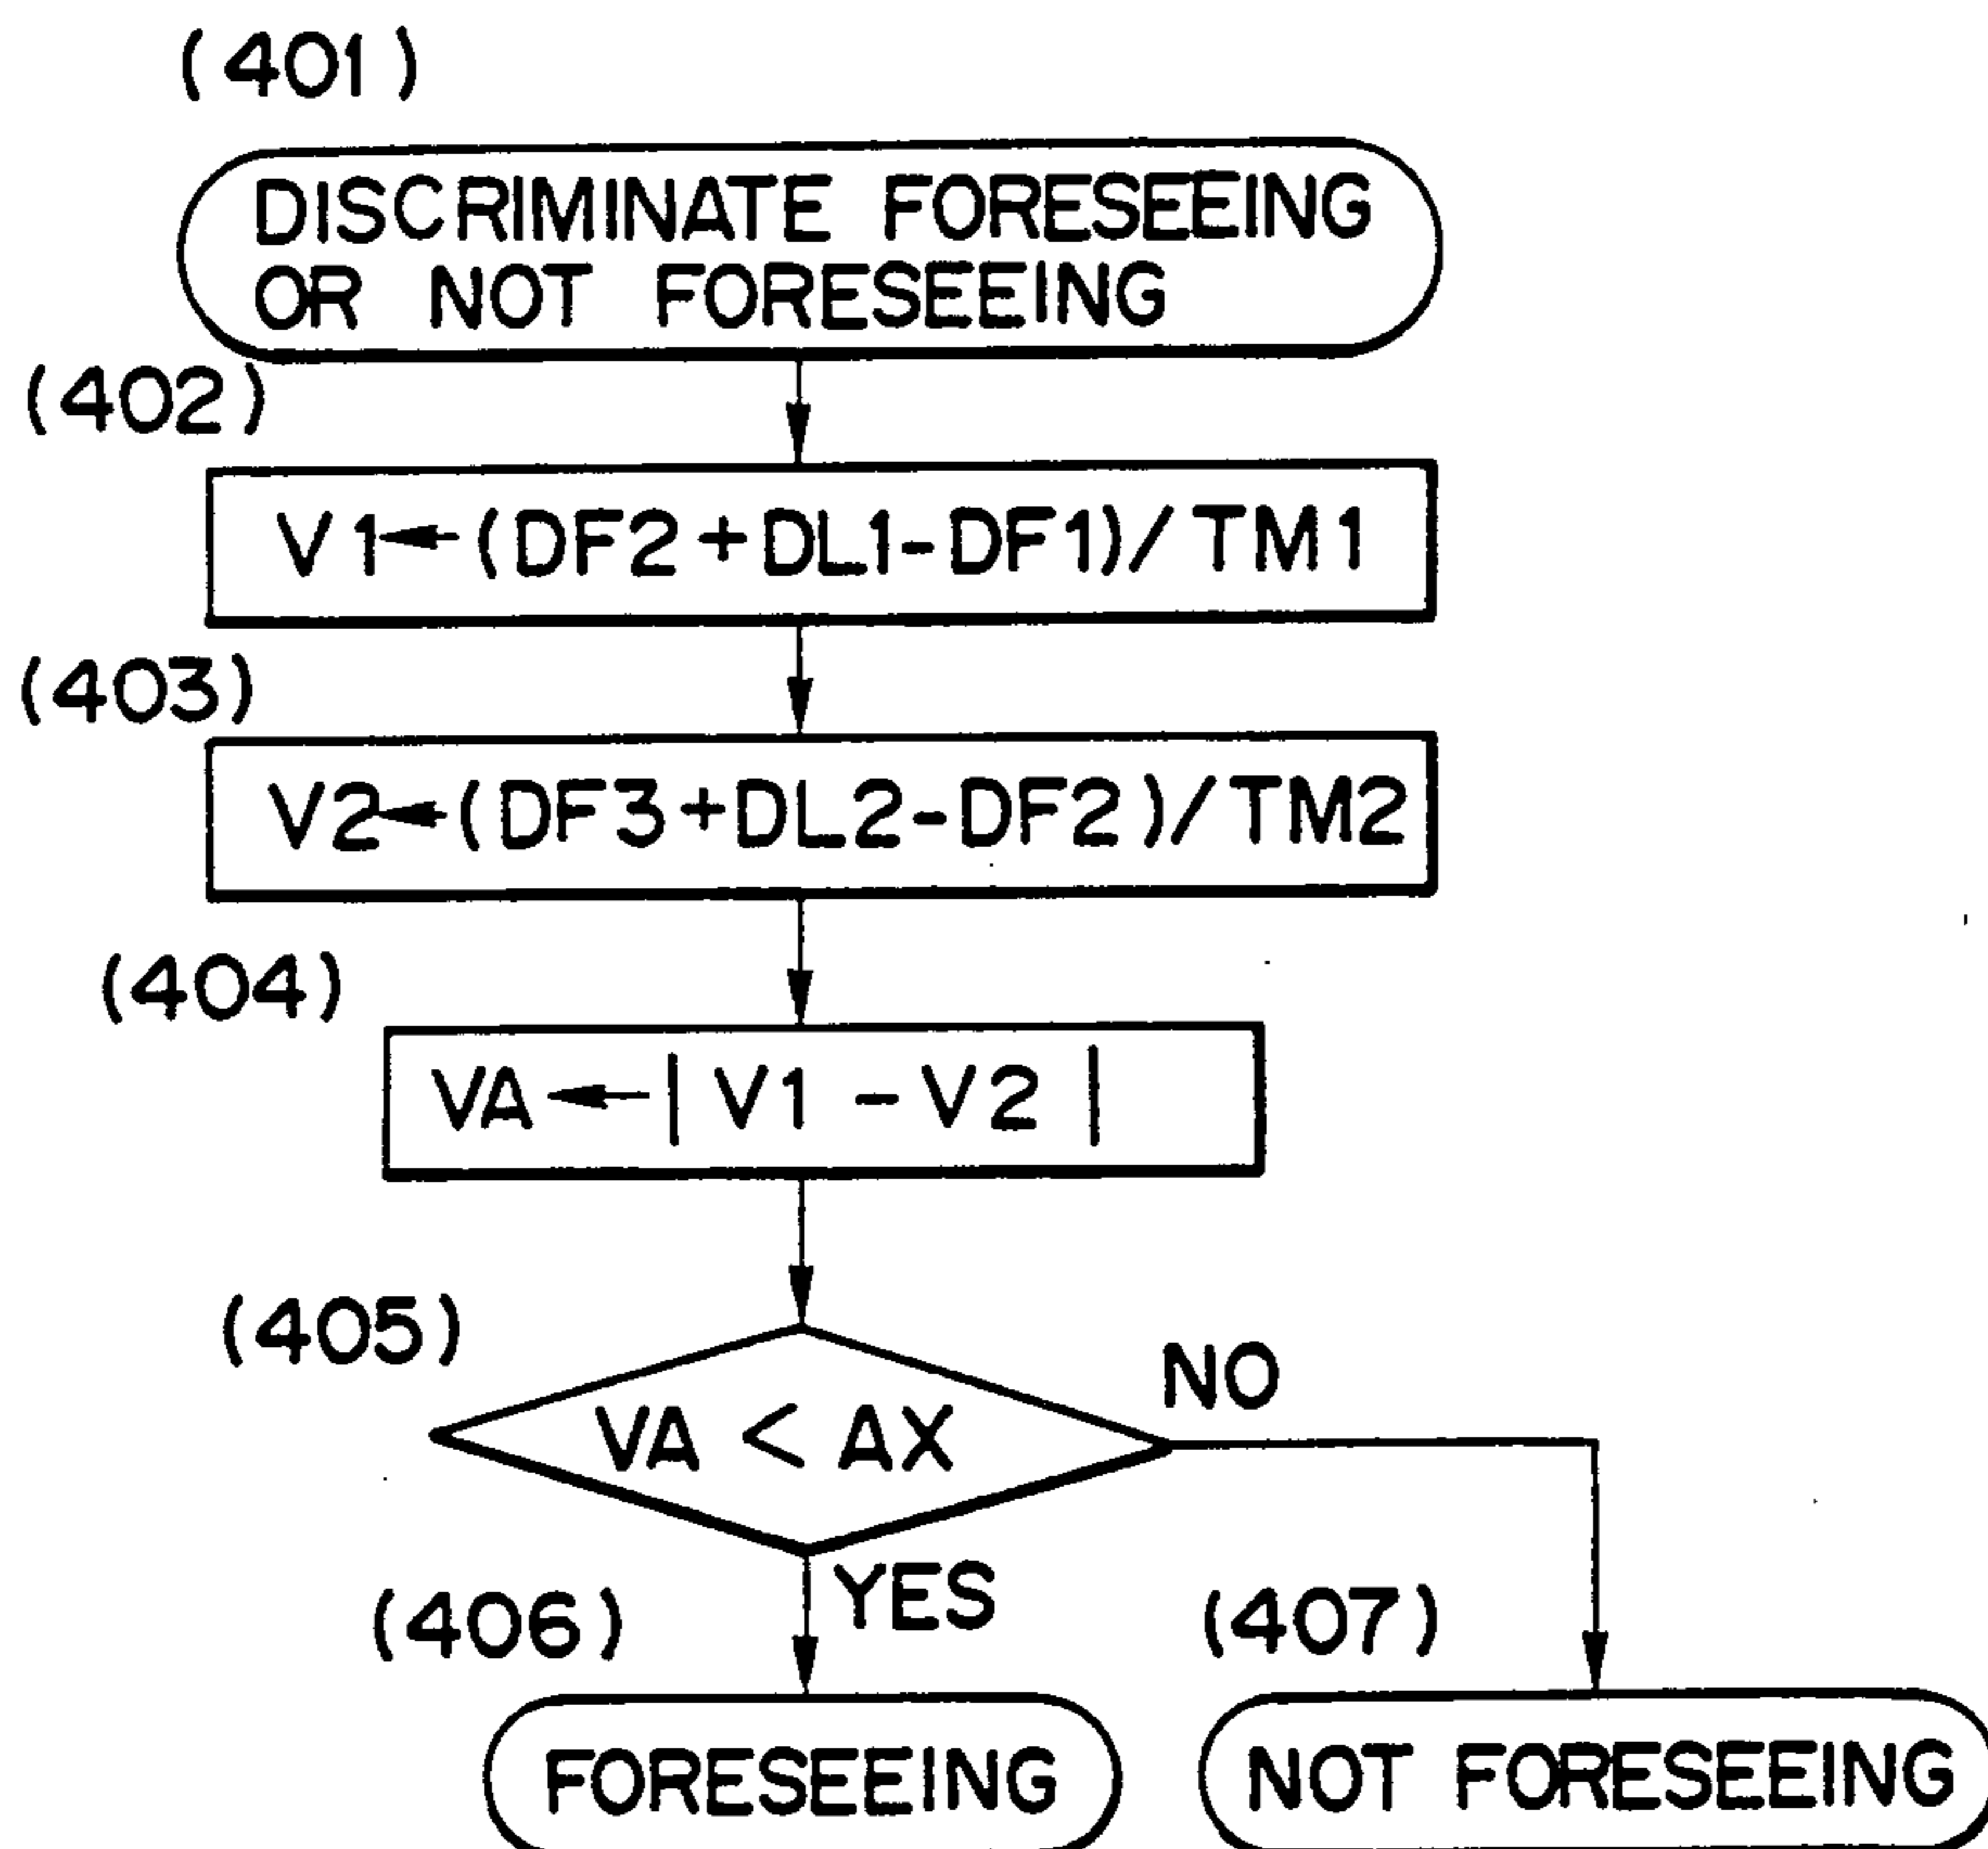 (401)
DISCRIMINATE FORESEEING
OR NOT FORESEEING
(402)
V1←(DF2+DL1-DF1)/TM1
(403)
V2←(DF3+DL2-DF2)/TM2
(404)
VA←|V1-V2|
(405)
VA < AX
NO
YES
(406)
(407)
FORESEEING
NOT FORESEEING